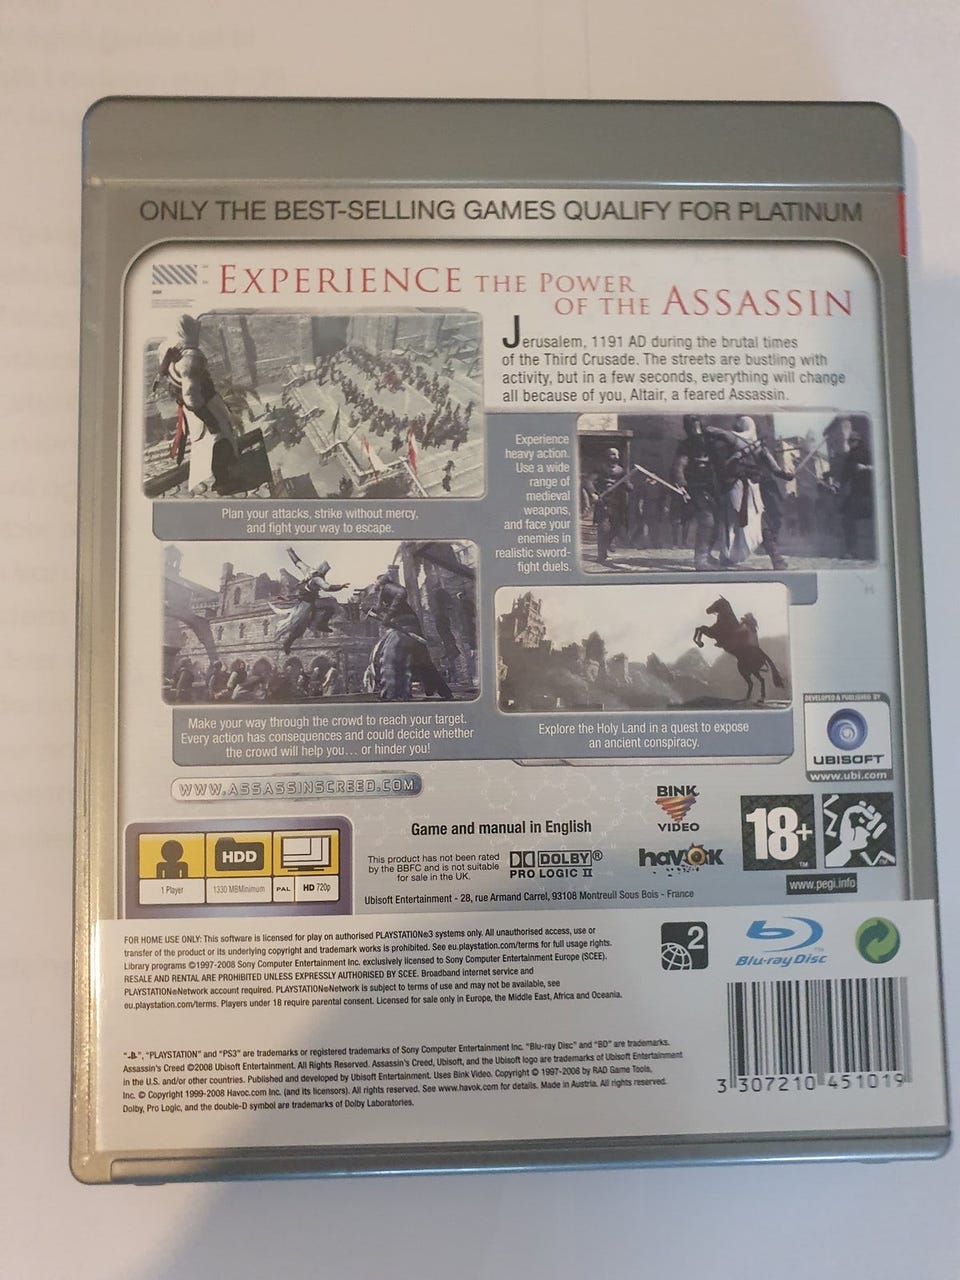 ONLY THE BEST-SELLING GAMES QUALIFY FOR PLATINUM
EXPERIENCE THE POWER
OF THE ASSASSIN
Jerusalem, 1191 AD during the brutal times
of the Third Crusade. The streets are bustling with
activity, but in a few seconds, everything will change
all because of you, Altair, a feared Assassin.
Plan your attacks, strike without mercy,
and fight your way to escape.
Experience
heavy action.
Use a wide
range of
medieval
weapons,
and face your
enemies in
realistic sword-
fight duels.
Make your way through the crowd to reach your target.
Every action has consequences and could decide whether
the crowd will help you... or hinder you!
Explore the Holy Land in a quest to expose
an ancient conspiracy.
DEVELOPED & PUBLISHED BY
UBISOFT
www.ubi.com
WWW.ASSASSINSCREED.COM
BINK
VIDEO
Game and manual in English
This product has not been rated
by the BBFC and is not suitable
for sale in the UK.
DOLBY®
PRO LOGIC II
havok
18+
™
www.pegi.info
HDD
1 Player
1330 MBMinimum
PAL
HD 720p
Ubisoft Entertainment - 28, rue Armand Carrel, 93108 Montreuil Sous Bois - France
FOR HOME USE ONLY: This software is licensed for play on authorised PLAYSTATION®3 systems only. All unauthorised access, use or
transfer of the product or its underlying copyright and trademark works is prohibited. See eu.playstation.com/terms for full usage rights.
Library programs ©1997-2008 Sony Computer Entertainment Inc. exclusively licensed to Sony Computer Entertainment Europe (SCEE).
RESALE AND RENTAL ARE PROHIBITED UNLESS EXPRESSLY AUTHORISED BY SCEE. Broadband internet service and
PLAYSTATION®Network account required. PLAYSTATION®Network is subject to terms of use and may not be available, see
eu.playstation.com/terms. Players under 18 require parental consent. Licensed for sale only in Europe, the Middle East, Africa and Oceania.
2
Blu-ray Disc
™
"", "PLAYSTATION" and "PS3" are trademarks or registered trademarks of Sony Computer Entertainment Inc. "Blu-ray Disc" and "BD" are trademarks.
Assassin's Creed ©2008 Ubisoft Entertainment. All Rights Reserved. Assassin's Creed, Ubisoft, and the Ubisoft logo are trademarks of Ubisoft Entertainment
in the U.S. and/or other countries. Published and developed by Ubisoft Entertainment. Uses Bink Video. Copyright © 1997-2008 by RAD Game Tools,
Inc. © Copyright 1999-2008 Havoc.com Inc. (and its licensors). All rights reserved. See www.havok.com for details. Made in Austria. All rights reserved.
Dolby, Pro Logic, and the double-D symbol are trademarks of Dolby Laboratories.
3 307210 451019